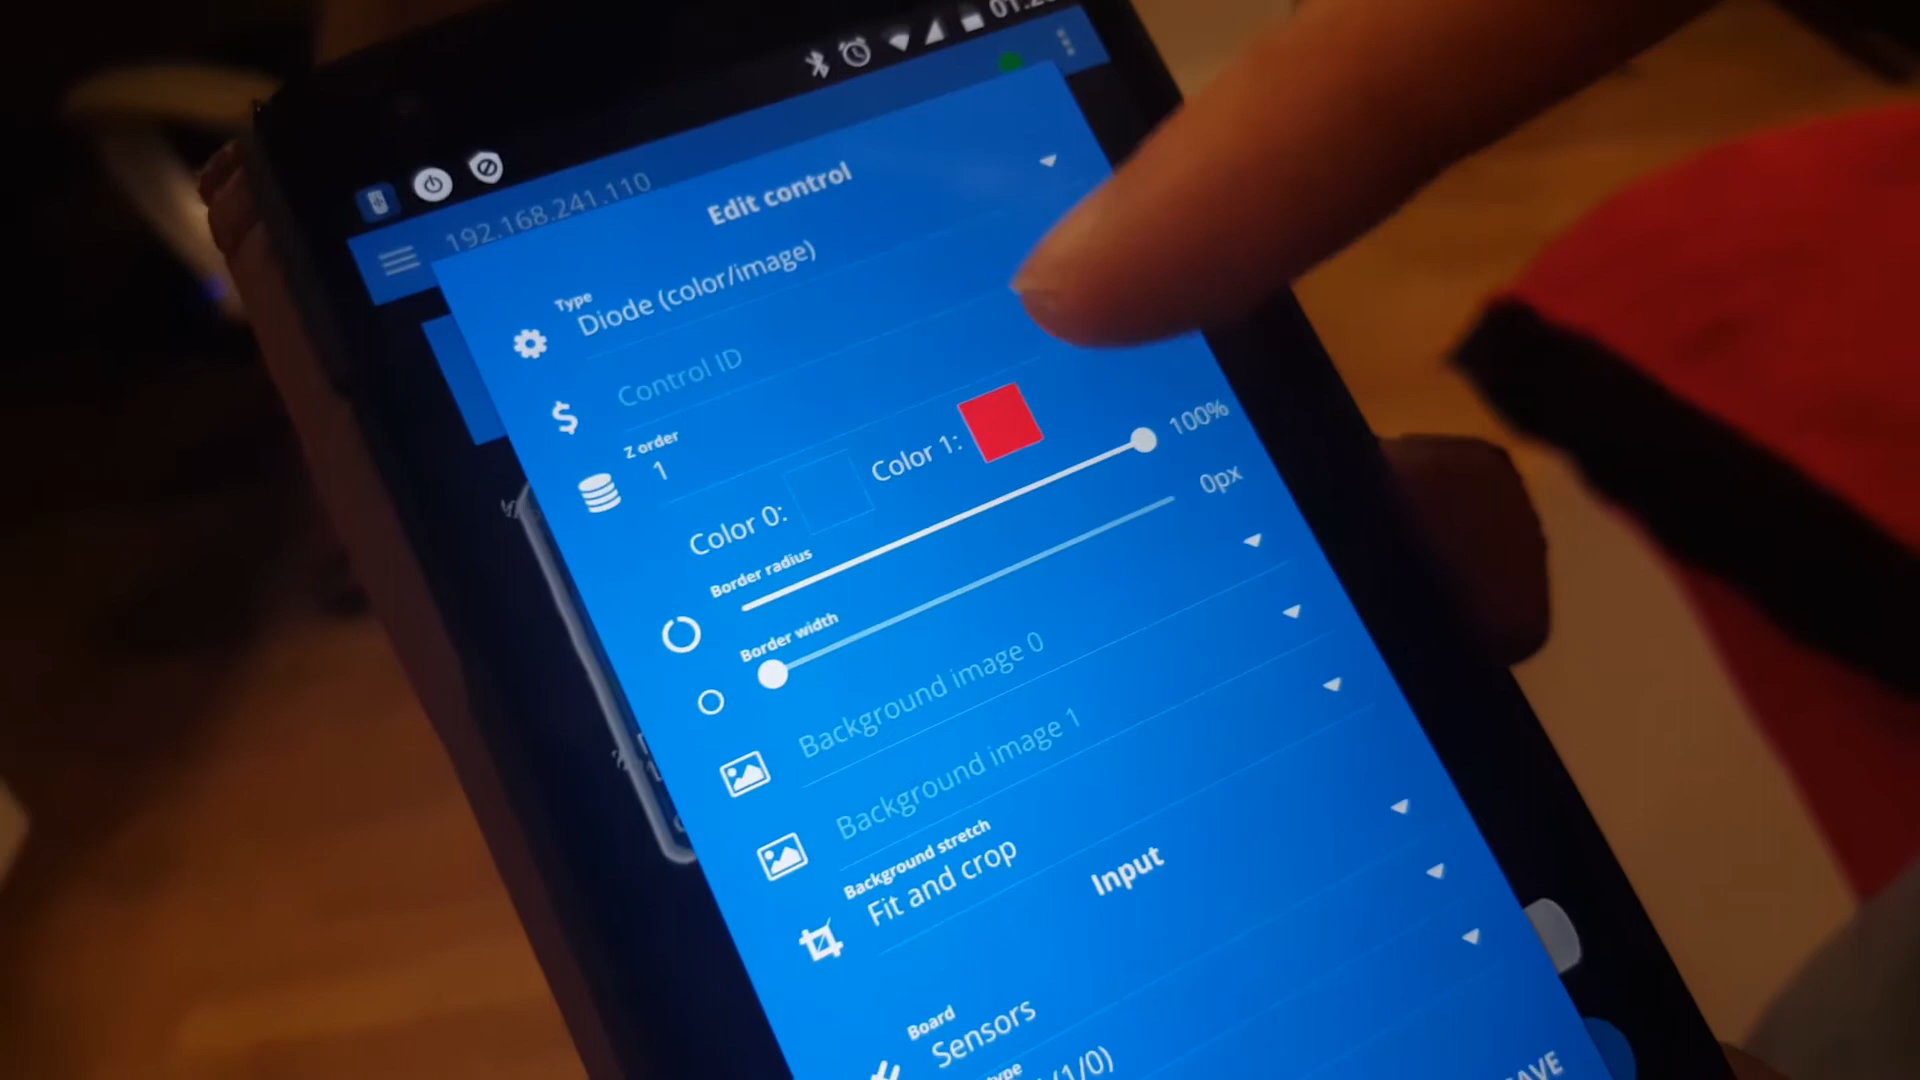 192.168.241.110
Edit control
Type
Diode (color/image)
Control ID
Z order
1
Color 0:
Color 1:
Border radius
100%
Border width
0px
Background image 0
Background image 1
Background stretch
Fit and crop
Input
Board
Sensors